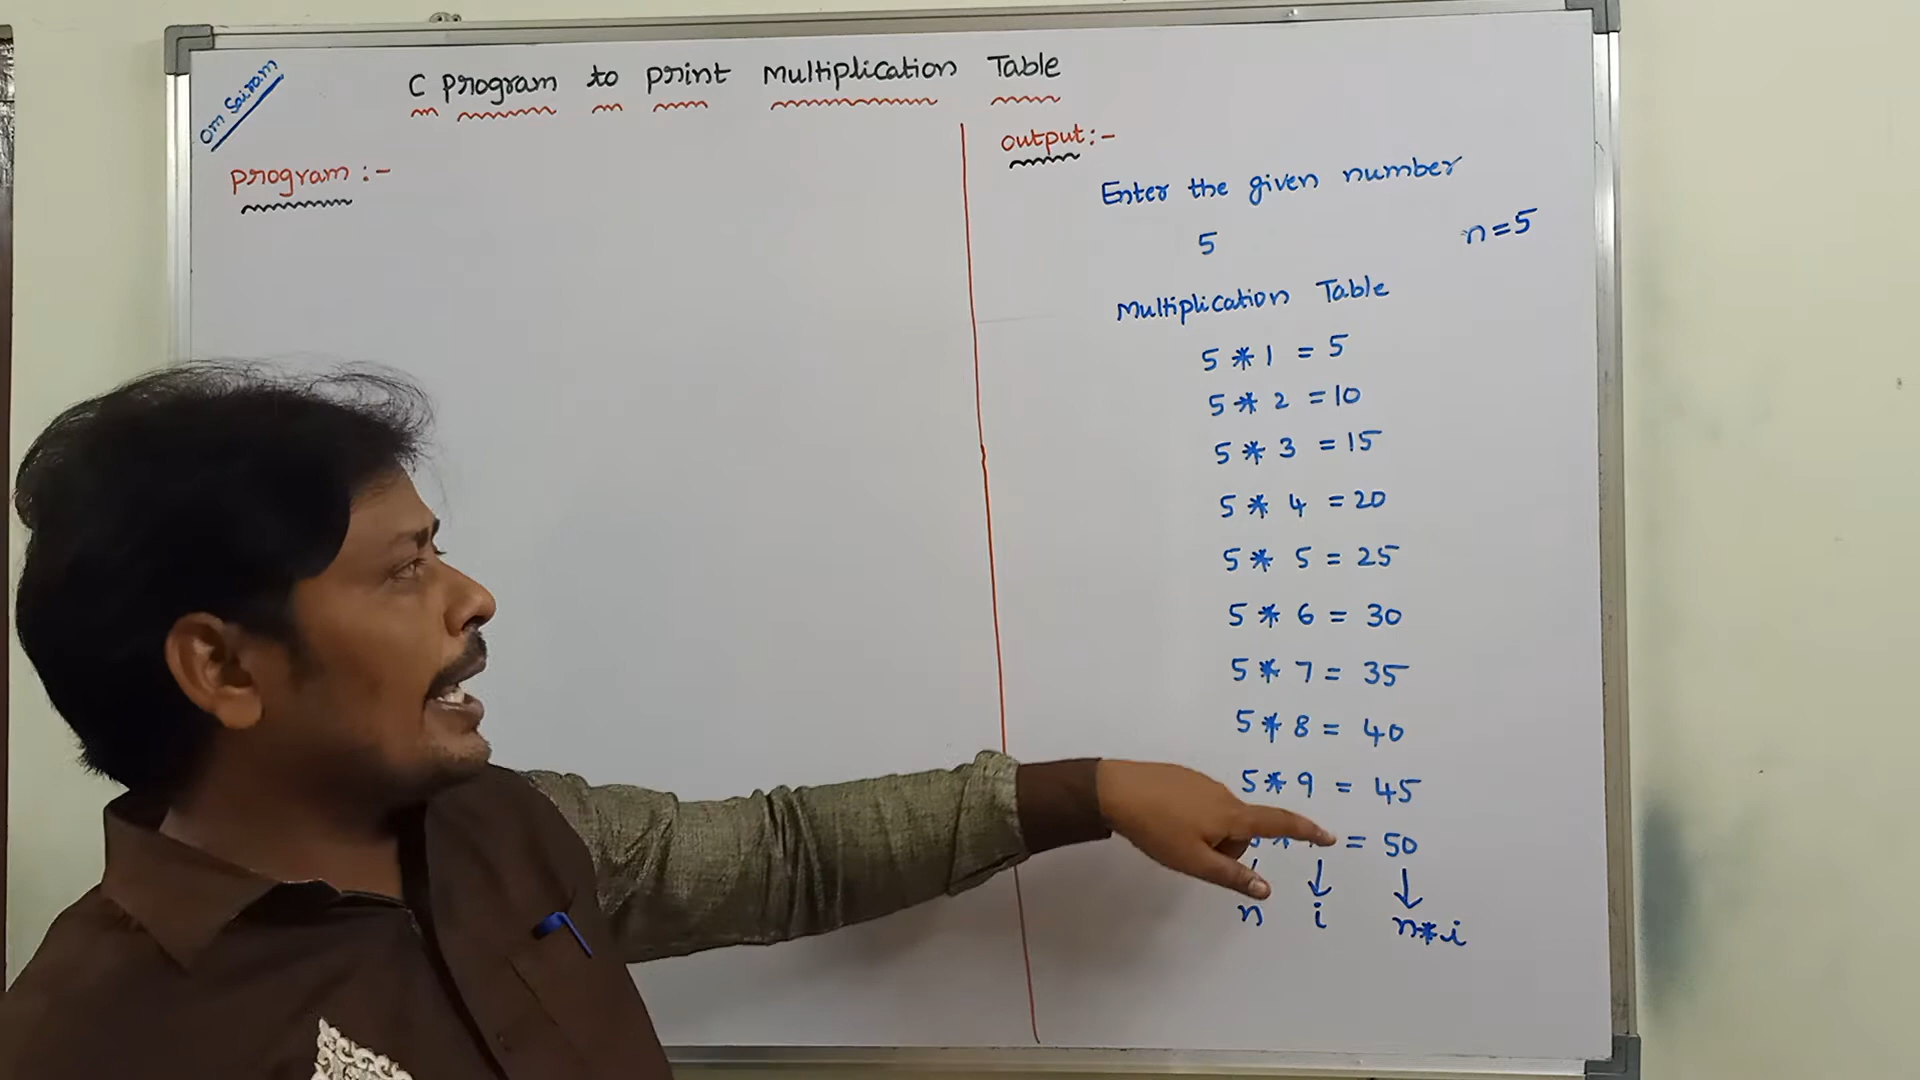 Om Sairam
C program to print Multiplication Table
program :-
output:-
Enter the given number
5
n=5
Multiplication Table
5 * 1 = 5
5 * 2 = 10
5 * 3 = 15
5 * 4 = 20
5 * 5 = 25
5 * 6 = 30
5 * 7 = 35
5 * 8 = 40
5 * 9 = 45
= 50
n i n*i